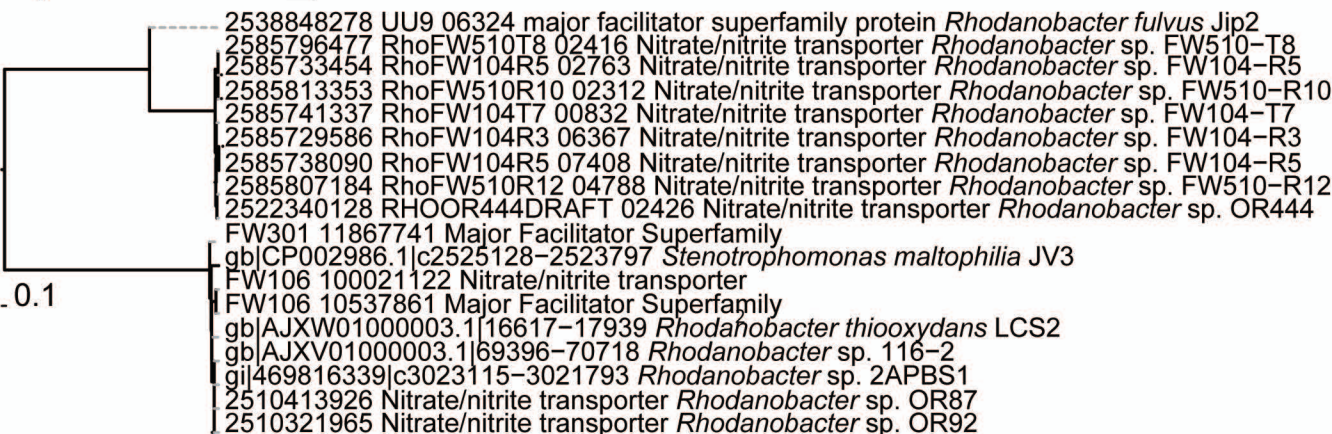 2538848278 UU9 06324 major facilitator superfamily protein Rhodanobacter fulvus Jip2
2585796477 RhoFW510T8 02416 Nitrate/nitrite transporter Rhodanobacter sp. FW510−T8
2585733454 RhoFW104R5 02763 Nitrate/nitrite transporter Rhodanobacter sp. FW104−R5
2585813353 RhoFW510R10 02312 Nitrate/nitrite transporter Rhodanobacter sp. FW510−R10
2585741337 RhoFW104T7 00832 Nitrate/nitrite transporter Rhodanobacter sp. FW104−T7
2585729586 RhoFW104R3 06367 Nitrate/nitrite transporter Rhodanobacter sp. FW104−R3
2585738090 RhoFW104R5 07408 Nitrate/nitrite transporter Rhodanobacter sp. FW104−R5
2585807184 RhoFW510R12 04788 Nitrate/nitrite transporter Rhodanobacter sp. FW510−R12
2522340128 RHOOR444DRAFT 02426 Nitrate/nitrite transporter Rhodanobacter sp. OR444
FW301 11867741 Major Facilitator Superfamily
gb|CP002986.1|c2525128−2523797 Stenotrophomonas maltophilia JV3
FW106 100021122 Nitrate/nitrite transporter
0.1
FW106 10537861 Major Facilitator Superfamily
2
gb|AJXW01000003.1|16617−17939 Rhodanobacter thiooxydans LCS2
gb|AJXV01000003.1|69396−70718 Rhodanobacter sp. 116−2
gi|469816339|c3023115−3021793 Rhodanobacter sp. 2APBS1
2510413926 Nitrate/nitrite transporter Rhodanobacter sp. OR87
2510321965 Nitrate/nitrite transporter Rhodanobacter sp. OR92